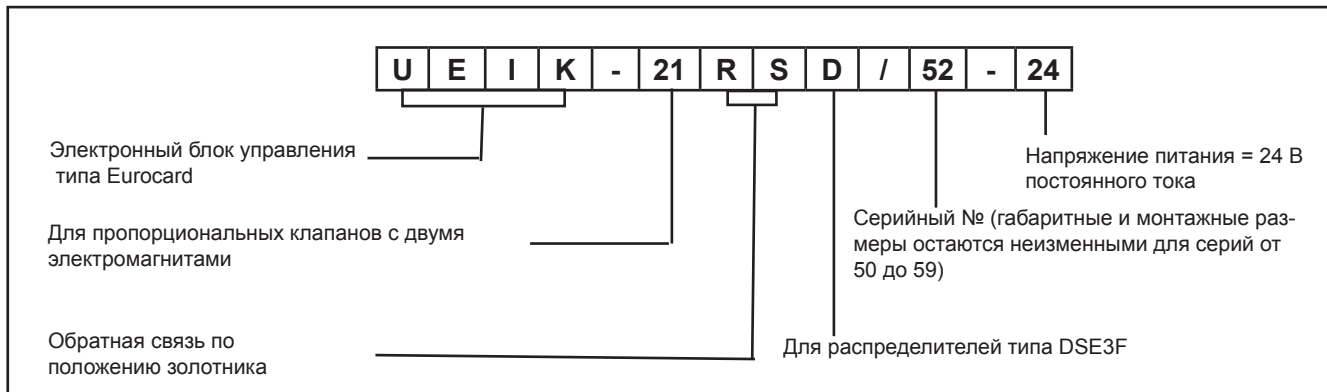 UEIK-21RSD/52-24
Электронный блок управления
типа Eurocard
Напряжение питания = 24 В
постоянного тока
Для пропорциональных клапанов с двумя
электромагнитами
Серийный № (габаритные и монтажные раз-
меры остаются неизменными для серий от
50 до 59)
Обратная связь по
положению золотника
Для распределителей типа DSE3F